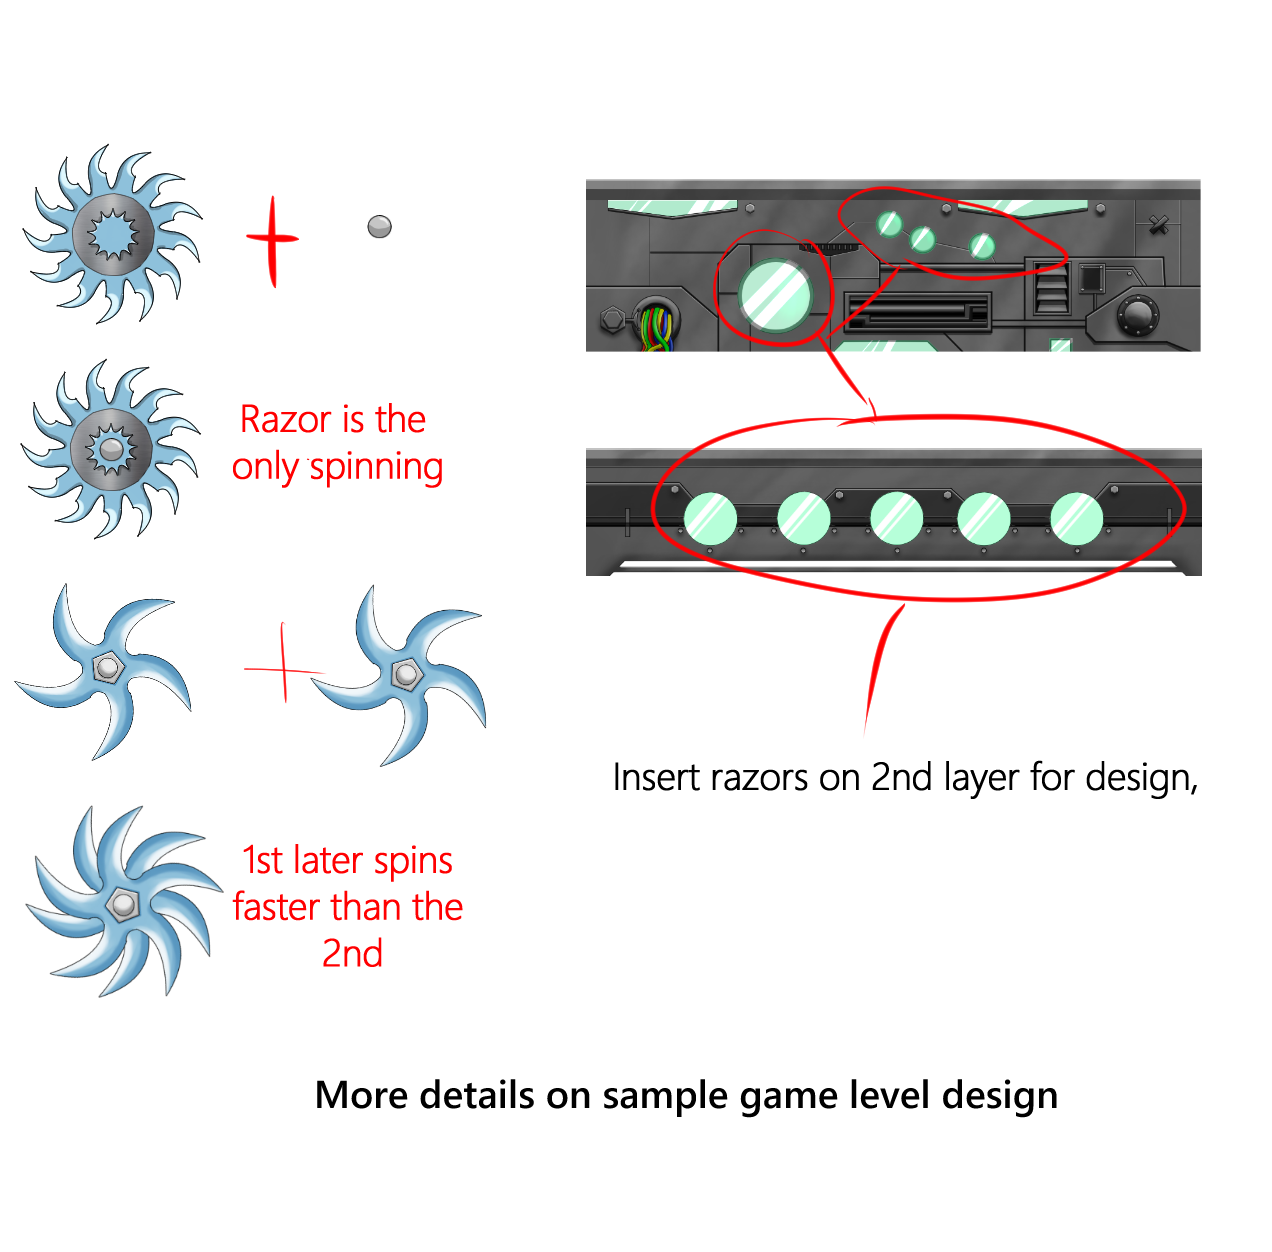 Razor is the
only spinning
Insert razors on 2nd layer for design,
1st later spins
faster than the
2nd
More details on sample game level design